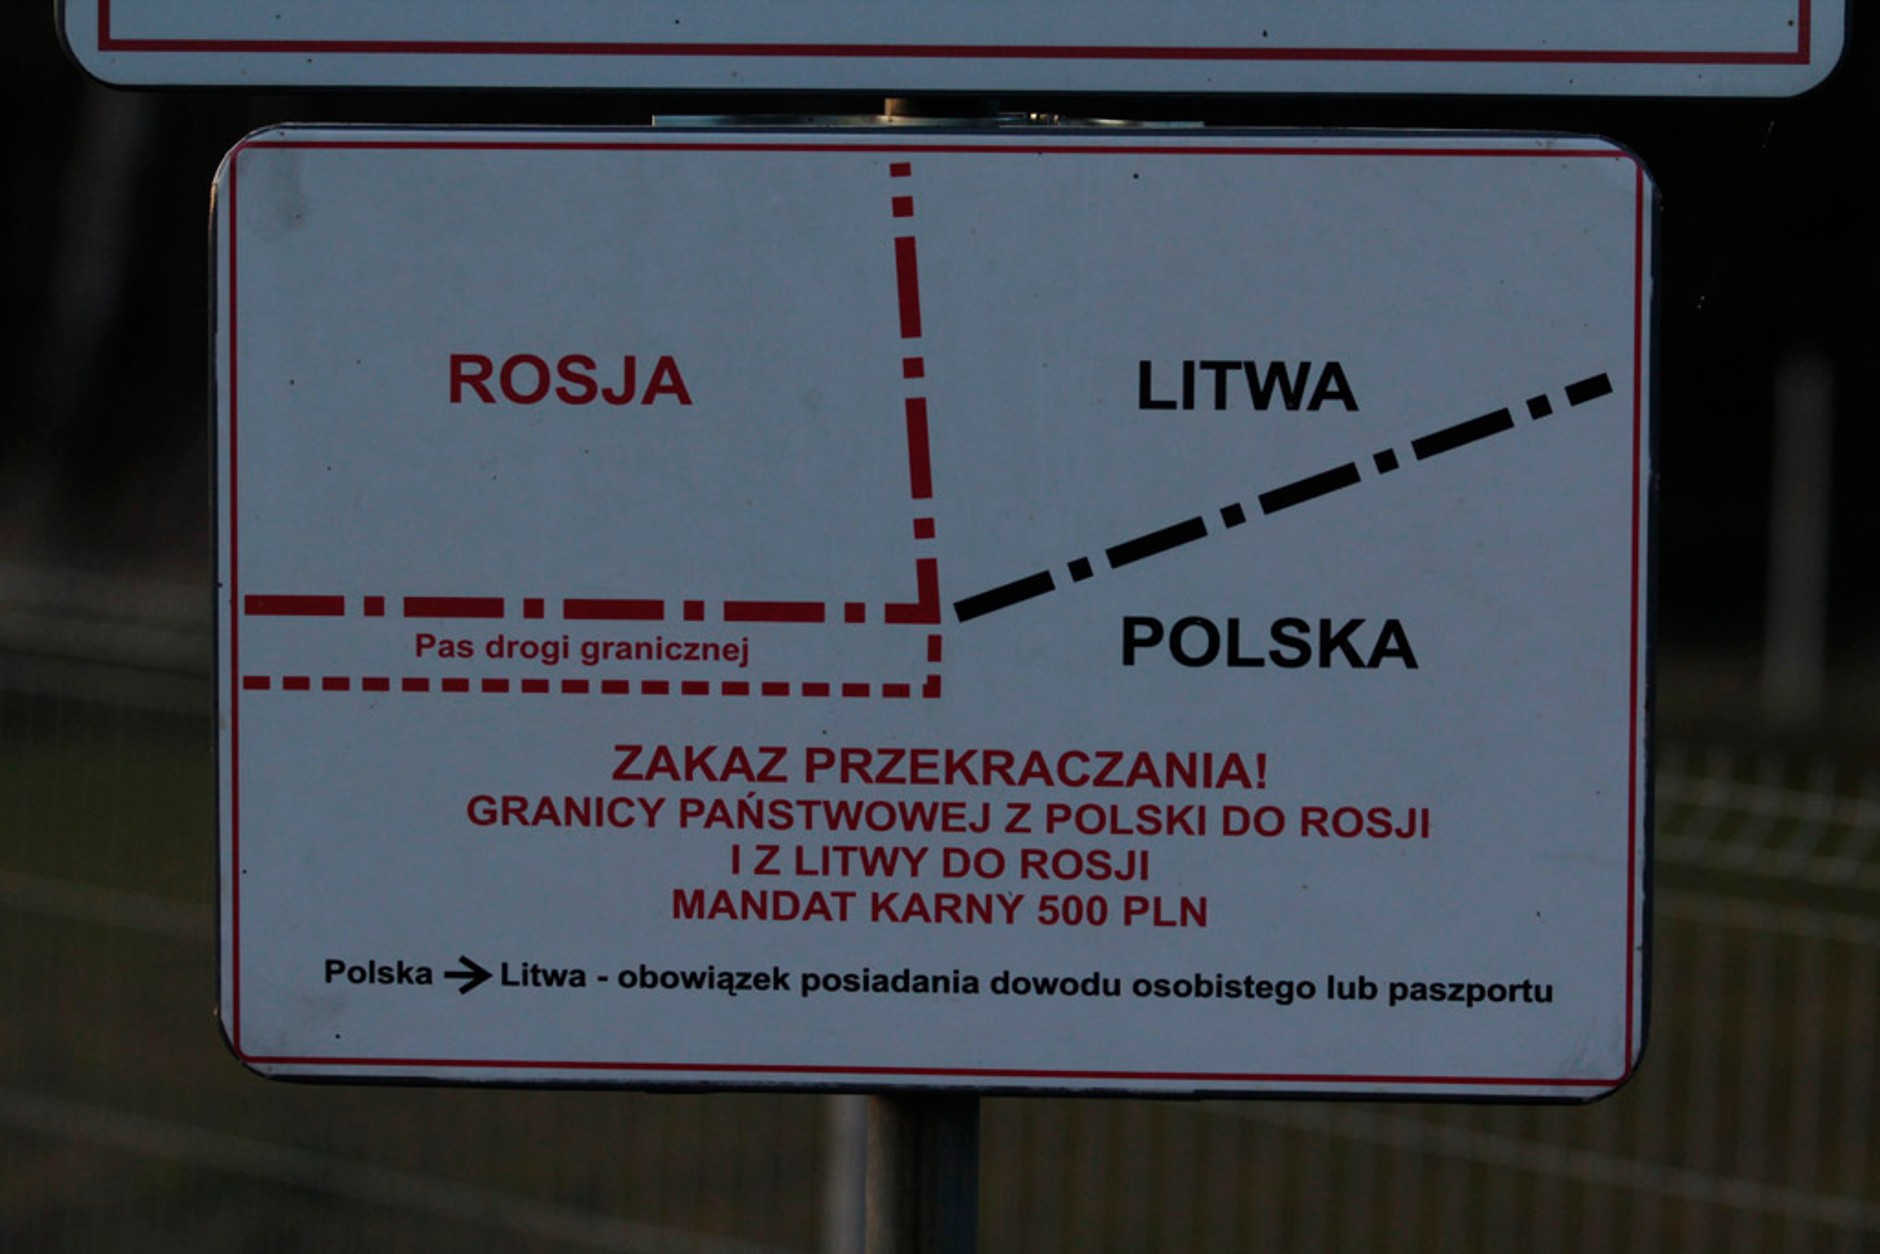 ROSJA
LITWA
Pas drogi granicznej
POLSKA
ZAKAZ PRZEKRACZANIA!
GRANICY PAŃSTWOWEJ Z POLSKI DO ROSJI
I Z LITWY DO ROSJI
MANDAT KARNY 500 PLN
Polska → Litwa - obowiązek posiadania dowodu osobistego lub paszportu